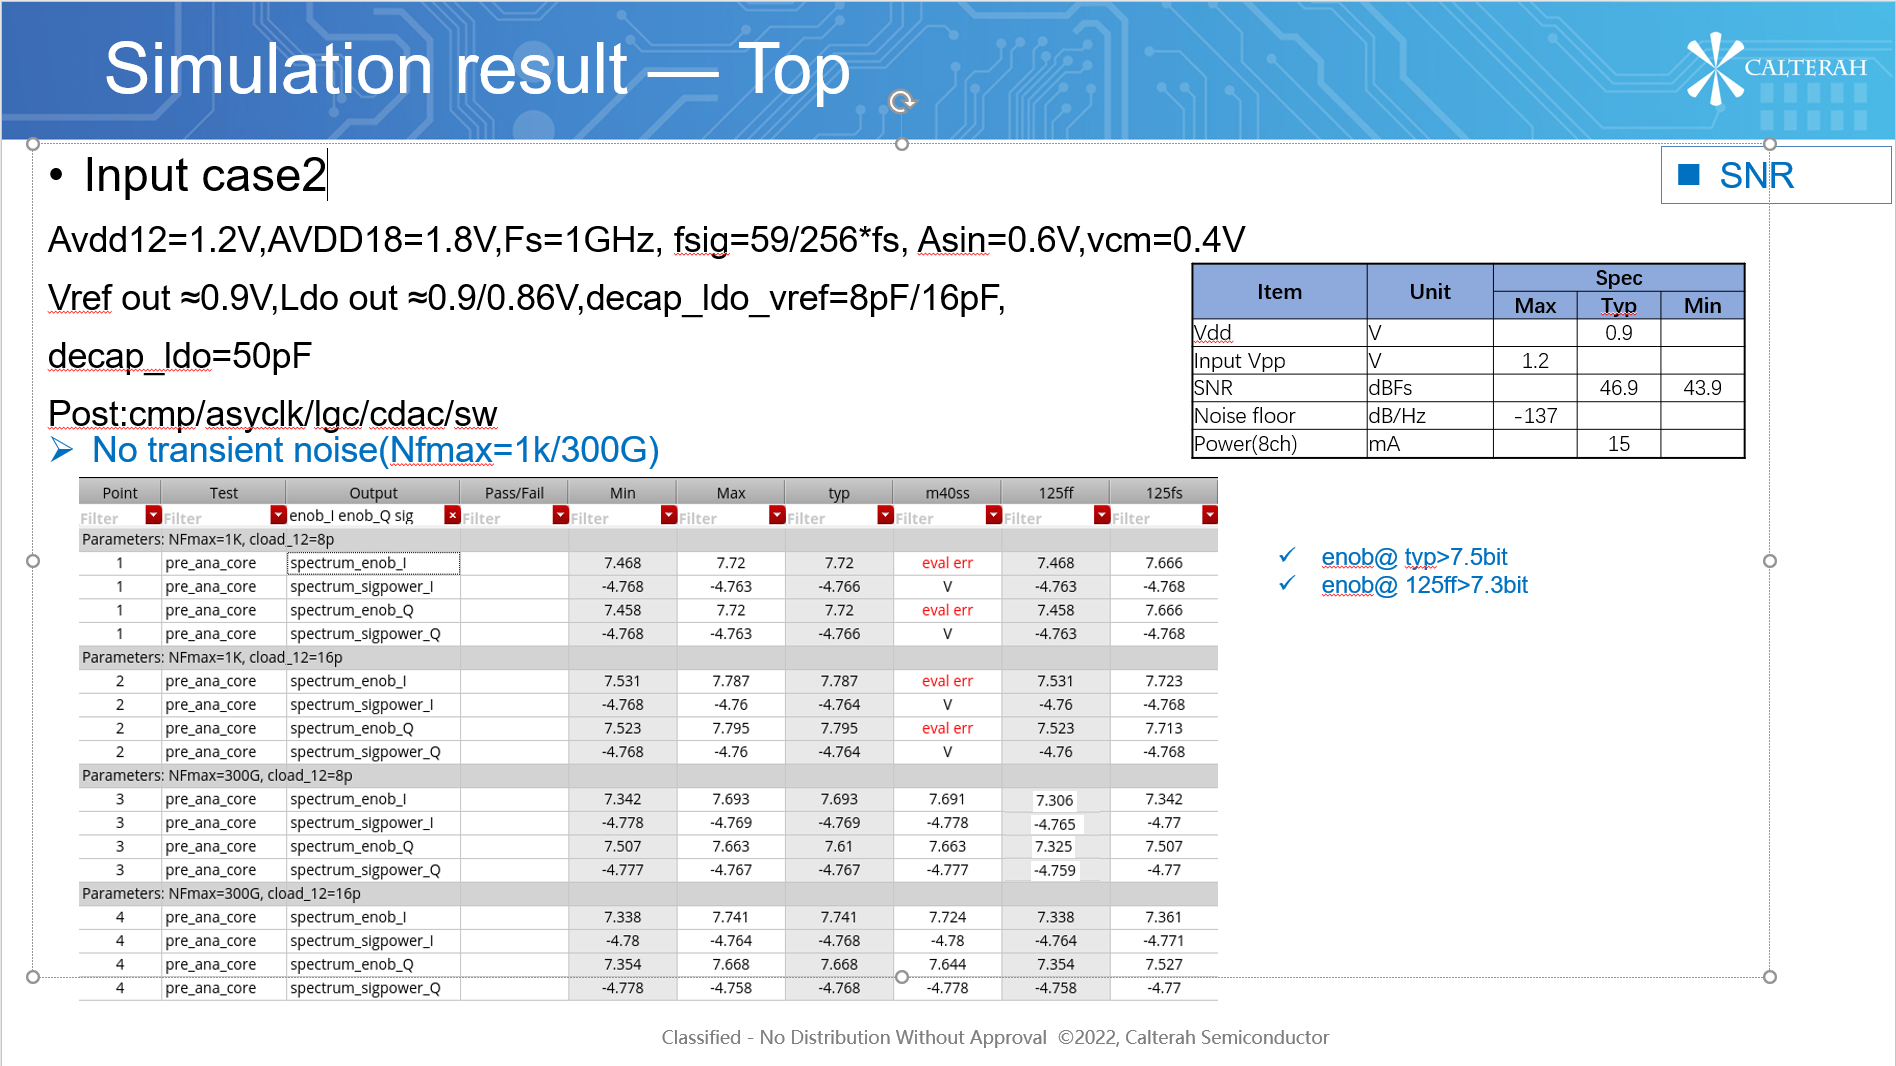 Simulation result — Top
CALTERAH
• Input case2
■ SNR
Avdd12=1.2V,AVDD18=1.8V,Fs=1GHz, fsig=59/256*fs, Asin=0.6V,vcm=0.4V
Vref out ≈0.9V,Ldo out ≈0.9/0.86V,decap_ldo_vref=8pF/16pF,
decap_ldo=50pF
Post:cmp/asyclk/lgc/cdac/sw
➢ No transient noise(Nfmax=1k/300G)
Item Unit Spec
Max Typ Min
Vdd V 0.9
Input Vpp V 1.2
SNR dBFs 46.9 43.9
Noise floor dB/Hz -137
Power(8ch) mA 15
Point Test Output Pass/Fail Min Max typ m40ss 125ff 125fs
Filter Filter enob_I enob_Q sig Filter Filter Filter Filter Filter Filter Filter
Parameters: NFmax=1K, cload_12=8p
1 pre_ana_core spectrum_enob_I 7.468 7.72 7.72 eval err 7.468 7.666
1 pre_ana_core spectrum_sigpower_I -4.768 -4.763 -4.766 V -4.763 -4.768
1 pre_ana_core spectrum_enob_Q 7.458 7.72 7.72 eval err 7.458 7.666
1 pre_ana_core spectrum_sigpower_Q -4.768 -4.763 -4.766 V -4.763 -4.768
Parameters: NFmax=1K, cload_12=16p
2 pre_ana_core spectrum_enob_I 7.531 7.787 7.787 eval err 7.531 7.723
2 pre_ana_core spectrum_sigpower_I -4.768 -4.76 -4.764 V -4.76 -4.768
2 pre_ana_core spectrum_enob_Q 7.523 7.795 7.795 eval err 7.523 7.713
2 pre_ana_core spectrum_sigpower_Q -4.768 -4.76 -4.764 V -4.76 -4.768
Parameters: NFmax=300G, cload_12=8p
3 pre_ana_core spectrum_enob_I 7.342 7.693 7.693 7.691 7.306 7.342
3 pre_ana_core spectrum_sigpower_I -4.778 -4.769 -4.769 -4.778 -4.765 -4.77
3 pre_ana_core spectrum_enob_Q 7.507 7.663 7.61 7.663 7.325 7.507
3 pre_ana_core spectrum_sigpower_Q -4.777 -4.767 -4.767 -4.777 -4.759 -4.77
Parameters: NFmax=300G, cload_12=16p
4 pre_ana_core spectrum_enob_I 7.338 7.741 7.741 7.724 7.338 7.361
4 pre_ana_core spectrum_sigpower_I -4.78 -4.764 -4.768 -4.78 -4.764 -4.771
4 pre_ana_core spectrum_enob_Q 7.354 7.668 7.668 7.644 7.354 7.527
4 pre_ana_core spectrum_sigpower_Q -4.778 -4.758 -4.768 -4.778 -4.758 -4.77
✓ enob@ typ>7.5bit
✓ enob@ 125ff>7.3bit
Classified - No Distribution Without Approval ©2022, Calterah Semiconductor